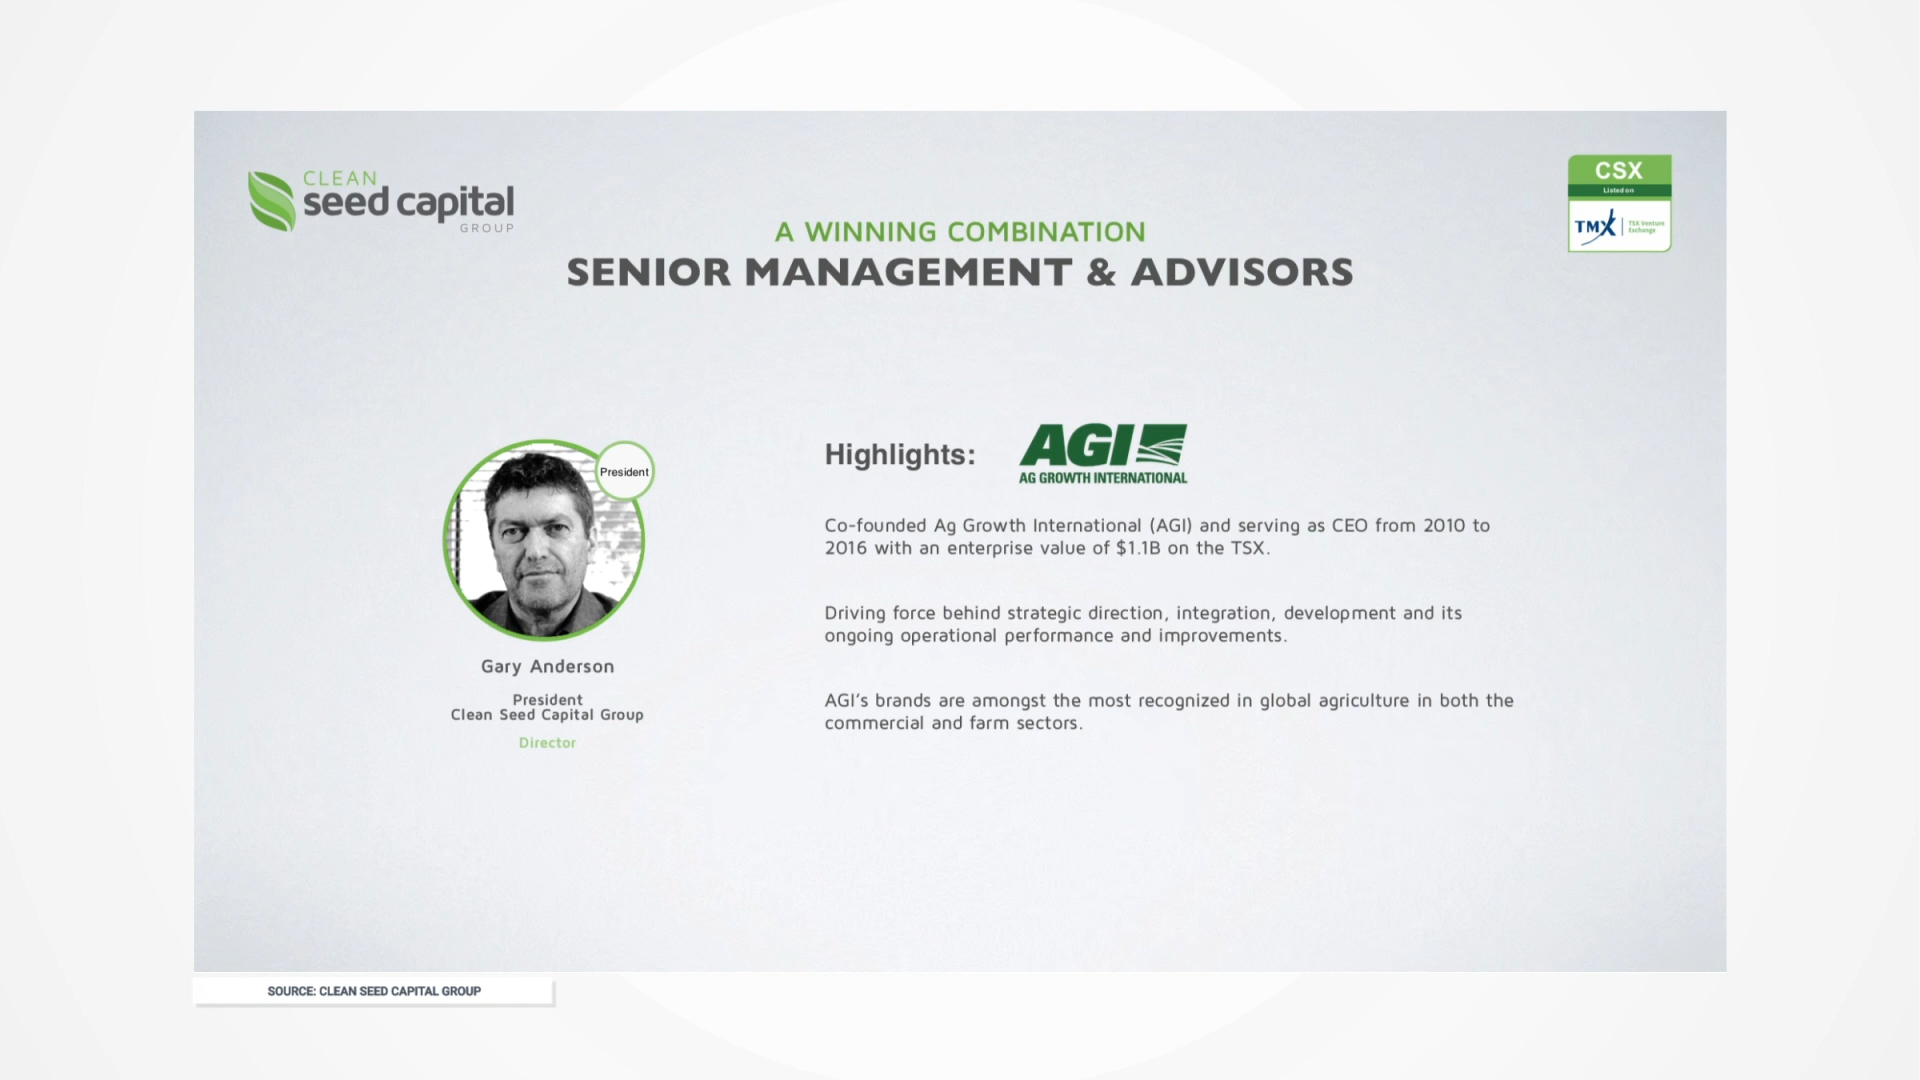 CLEAN
seed capital
GROUP
CSX
Listed on
TMX | TSX Venture
Exchange
A WINNING COMBINATION
SENIOR MANAGEMENT & ADVISORS
President
Gary Anderson
President
Clean Seed Capital Group
Director
Highlights:
AGI
AG GROWTH INTERNATIONAL
Co-founded Ag Growth International (AGI) and serving as CEO from 2010 to
2016 with an enterprise value of $1.1B on the TSX.
Driving force behind strategic direction, integration, development and its
ongoing operational performance and improvements.
AGI’s brands are amongst the most recognized in global agriculture in both the
commercial and farm sectors.
SOURCE: CLEAN SEED CAPITAL GROUP